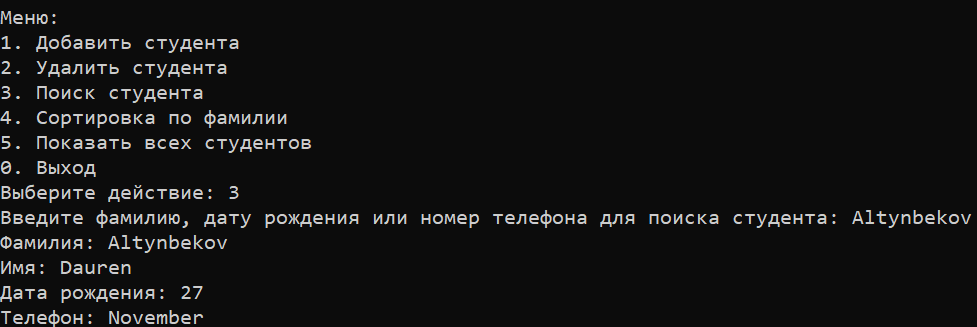 Меню:
1. Добавить студента
2. Удалить студента
3. Поиск студента
4. Сортировка по фамилии
5. Показать всех студентов
0. Выход
Выберите действие: 3
Введите фамилию, дату рождения или номер телефона для поиска студента: Altynbekov
Фамилия: Altynbekov
Имя: Dauren
Дата рождения: 27
Телефон: November